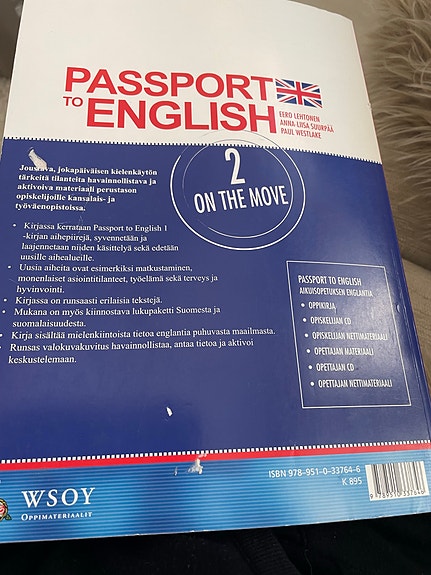 PASSPORT
TO ENGLISH
EERO LEHTONEN
ANNA-LIISA SUURPÄÄ
PAUL WESTLAKE
2
ON THE MOVE
Joustava, jokapäiväisen kielenkäytön
tärkeitä tilanteita havainnollistava ja
aktivoiva materiaali perustason
opiskelijoille kansalais- ja
työväenopistoissa.
• Kirjassa kerrataan Passport to English 1
-kirjan aihepiirejä, syvennetään ja
laajennetaan niiden käsittelyä sekä edetään
uusille aihealueille.
• Uusia aiheita ovat esimerkiksi matkustaminen,
monenlaiset asiointitilanteet, työelämä sekä terveys ja
hyvinvointi.
• Kirjassa on runsaasti erilaisia tekstejä.
• Mukana on myös kiinnostava lukupaketti Suomesta ja
suomalaisuudesta.
• Kirja sisältää mielenkiintoista tietoa englantia puhuvasta maailmasta.
• Runsas valokuvakuvitus havainnollistaa, antaa tietoa ja aktivoi
keskustelemaan.
PASSPORT TO ENGLISH
AIKUISOPETUKSEN ENGLANTIA
• OPPIKIRJA
• OPISKELIJAN CD
• OPISKELIJAN NETTIMATERIAALI
• OPETTAJAN MATERIAALI
• OPETTAJAN CD
• OPETTAJAN NETTIMATERIAALI
WSOY
OPPIMATERIAALIT
ISBN 978-951-0-33764-6
K 895
9 789510 337646